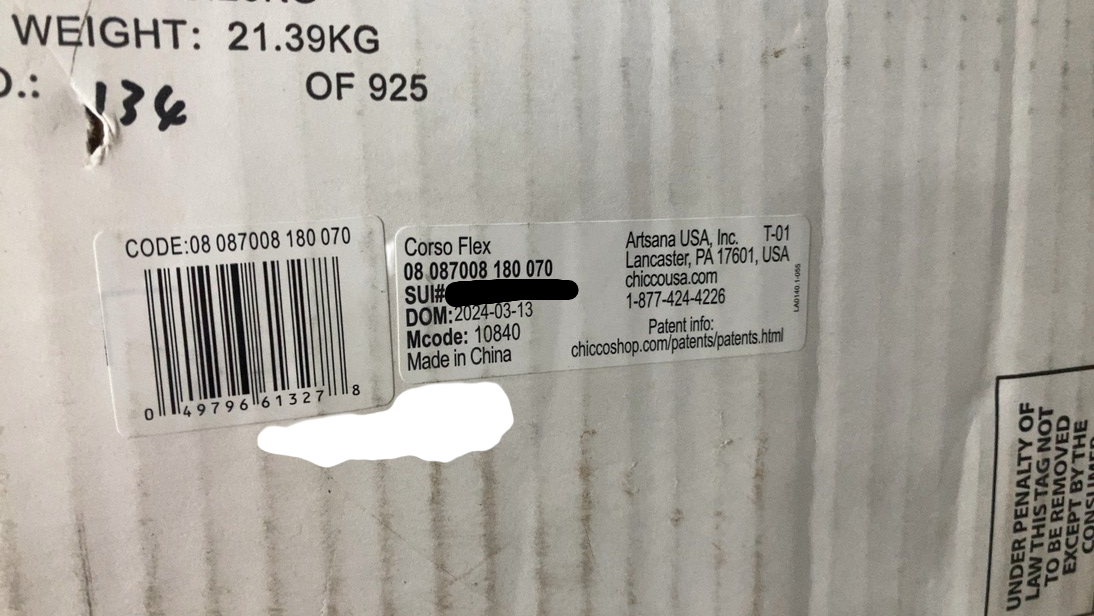 WEIGHT: 21.39KG
134 OF 925
CODE:08 087008 180 070
0 49796 61327 8
Corso Flex
08 087008 180 070
SUI#
DOM:2024-03-13
Mcode: 10840
Made in China
Artsana USA, Inc. T-01
Lancaster, PA 17601, USA
chiccousa.com
1-877-424-4226
Patent info:
chiccoshop.com/patents/patents.html
LA0140.1-055
UNDER PENALTY OF
LAW THIS TAG NOT
TO BE REMOVED
EXCEPT BY THE